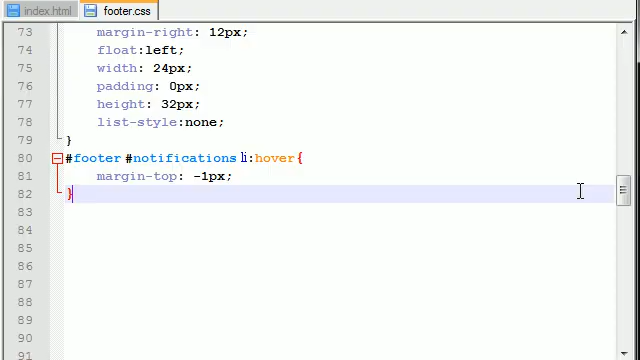 index.html footer.css
73 margin-right: 12px;
74 float:left;
75 width: 24px;
76 padding: 0px;
77 height: 32px;
78 list-style:none;
79 }
80 #footer #notifications li:hover{
81 margin-top: -1px;
82 }
83
84
85
86
87
88
89
90
91